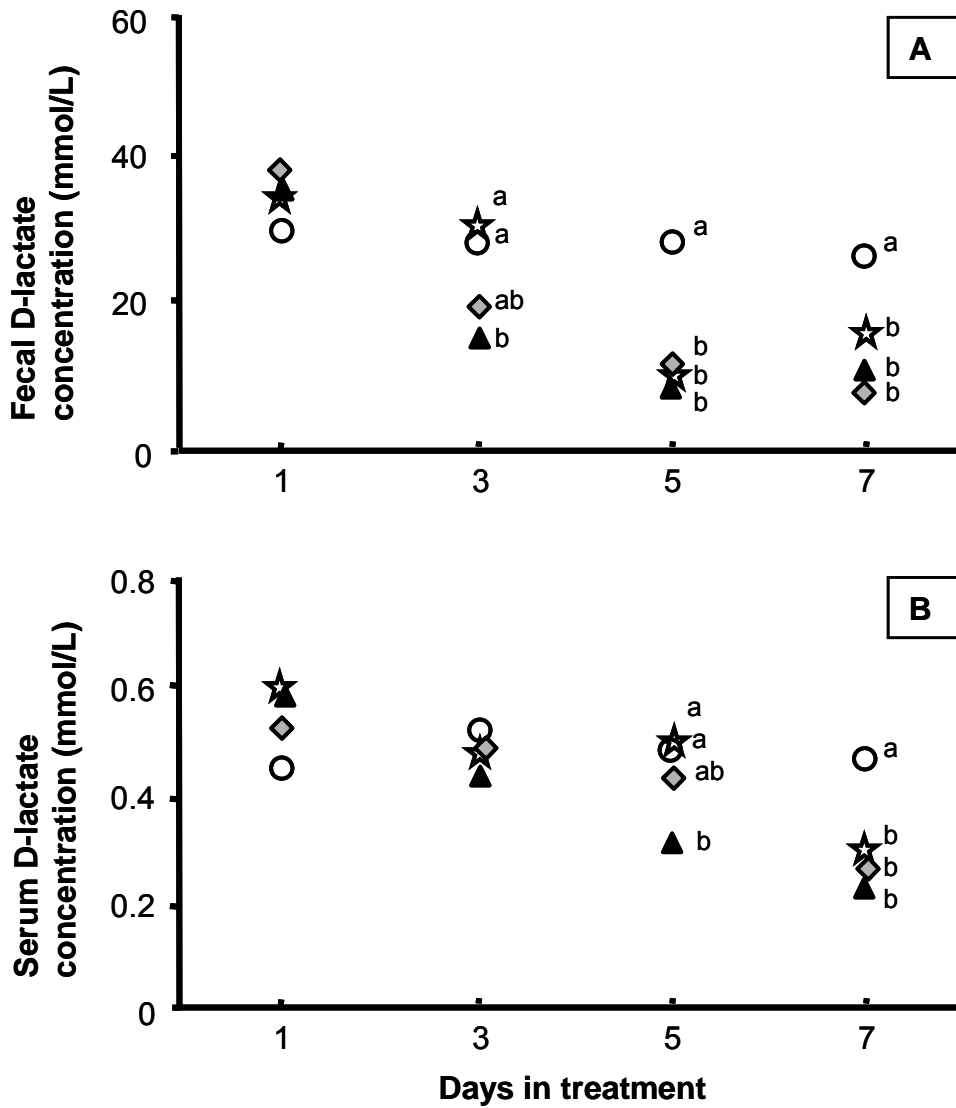 A
Fecal D-lactate
concentration (mmol/L)
60
40
20
0
a
a
ab
b
a
b
b
b
a
b
b
b
1 3 5 7
B
Serum D-lactate
concentration (mmol/L)
0.8
0.6
0.4
0.2
0
a
a
ab
b
a
b
b
b
1 3 5 7
Days in treatment